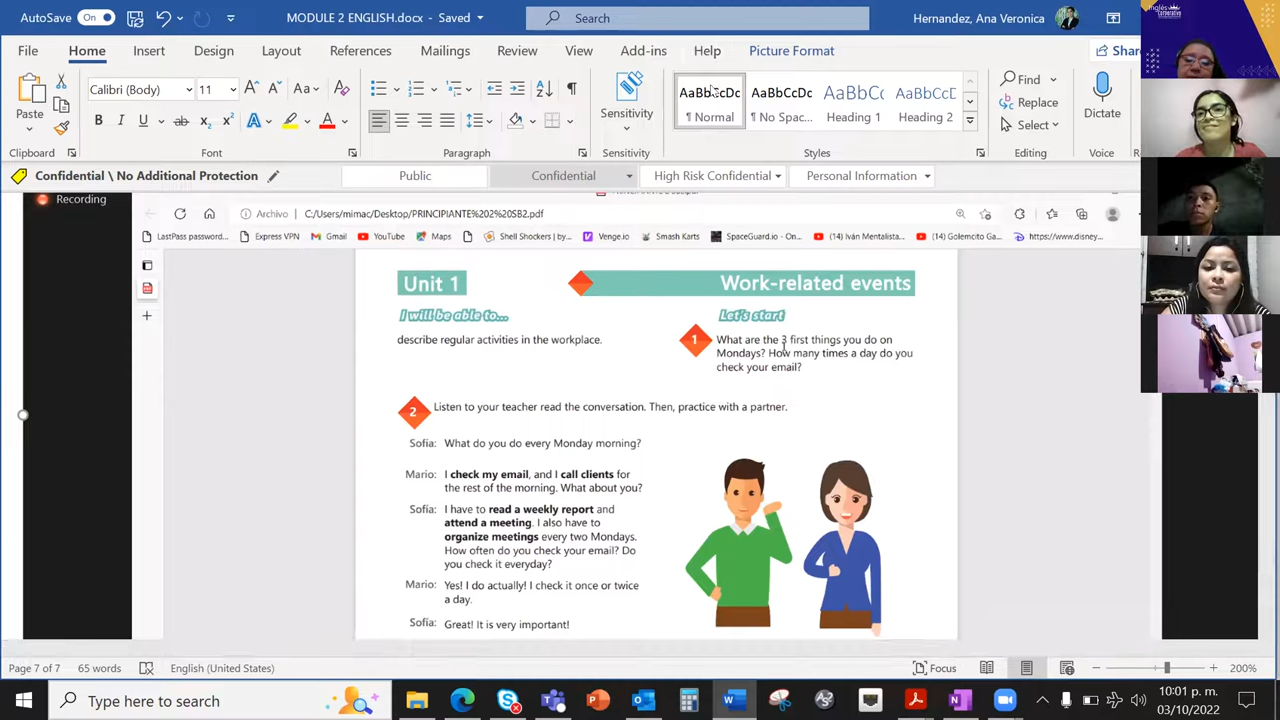 AutoSave On MODULE 2 ENGLISH.docx - Saved Search Hernandez, Ana Veronica
File Home Insert Design Layout References Mailings Review View Add-ins Help Picture Format Share
Calibri (Body) 11 Aa AaBbCcDc AaBbCcDc AaBbCc AaBbCcD Find
Paste B I U ab x₂ x² A A ¶ Normal ¶ No Spac... Heading 1 Heading 2 Sensitivity Replace Select Dictate
Clipboard Font Paragraph Sensitivity Styles Editing Voice
Confidential \ No Additional Protection Public Confidential High Risk Confidential Personal Information
Recording
Archivo C:/Users/mimac/Desktop/PRINCIPIANTE%202%20SB2.pdf
LastPass password... Express VPN Gmail YouTube Maps Shell Shockers | by... Venge.io Smash Karts SpaceGuard.io - On... (14) Iván Mentalista... (14) Golemcito Ga... https://www.disney...
Unit 1 Work-related events
I will be able to... Let's start
describe regular activities in the workplace.
1 What are the 3 first things you do on
Mondays? How many times a day do you
check your email?
2 Listen to your teacher read the conversation. Then, practice with a partner.
Sofía: What do you do every Monday morning?
Mario: I check my email, and I call clients for
the rest of the morning. What about you?
Sofía: I have to read a weekly report and
attend a meeting. I also have to
organize meetings every two Mondays.
How often do you check your email? Do
you check it everyday?
Mario: Yes! I do actually! I check it once or twice
a day.
Sofía: Great! It is very important!
Page 7 of 7 65 words English (United States) Focus 200%
Type here to search 10:01 p. m.
03/10/2022